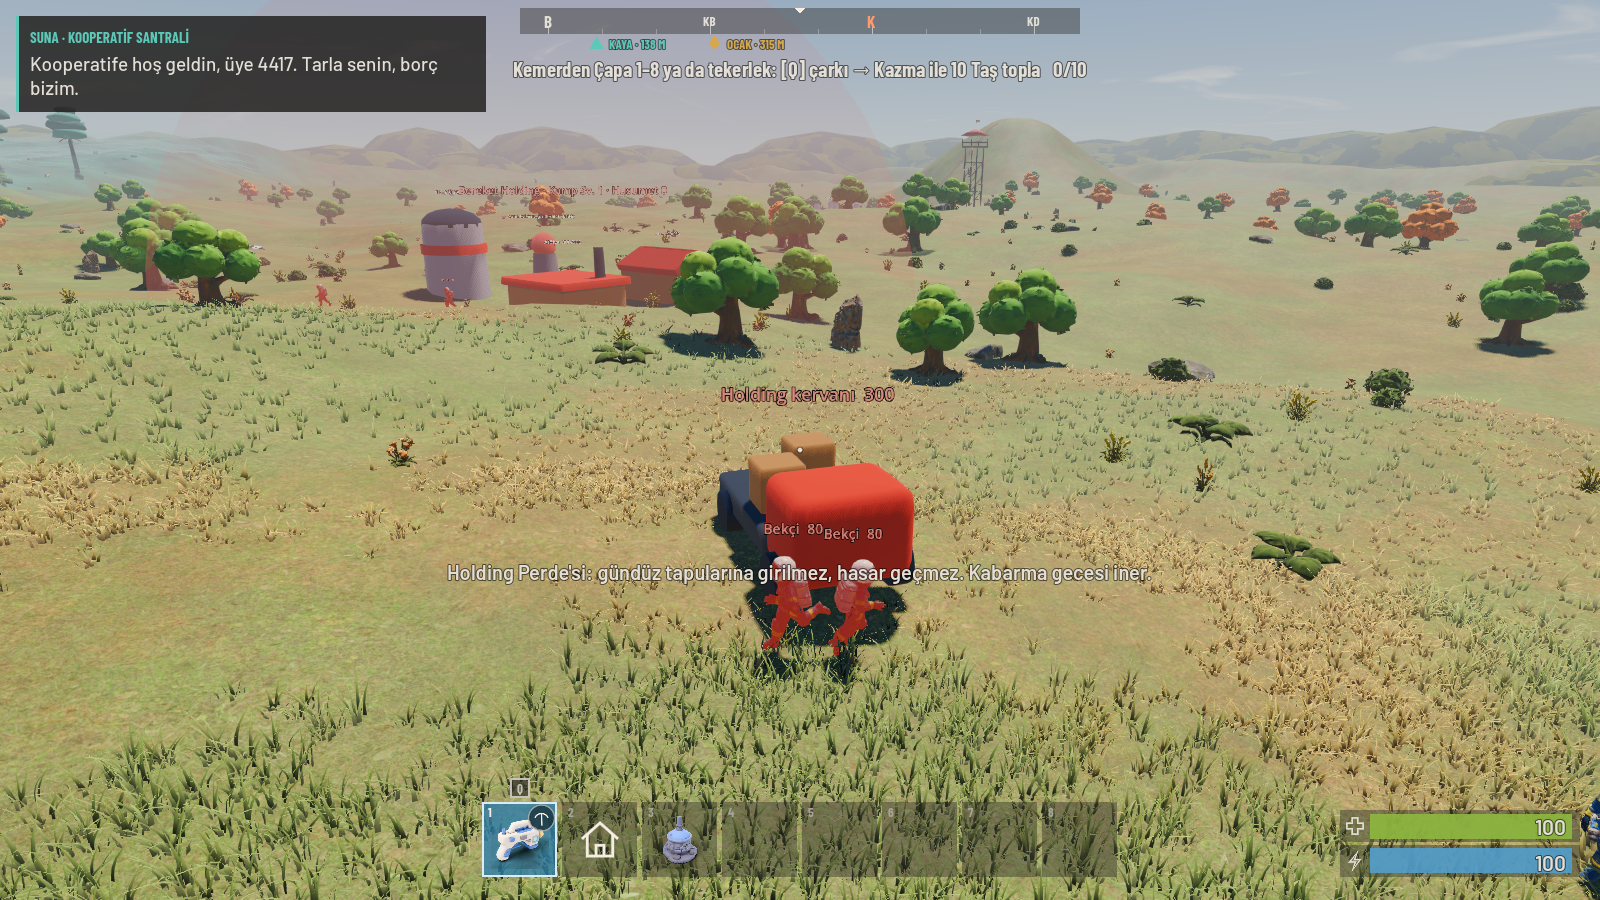 SUNA · KOOPERATİF SANTRALİ
Kooperatife hoş geldin, üye 4417. Tarla senin, borç
bizim.
B KB K KD
KAYA · 138 M OCAK · 315 M
Kemerden Çapa 1-8 ya da tekerlek: [Q] çarkı → Kazma ile 10 Taş topla 0/10
Bereket Holding
Holding kervanı 300
Bekçi 80 Bekçi 80
Holding Perde'si: gündüz tapularına girilmez, hasar geçmez. Kabarma gecesi iner.
Q
1 2 3 4 5 6 7 8
100
100